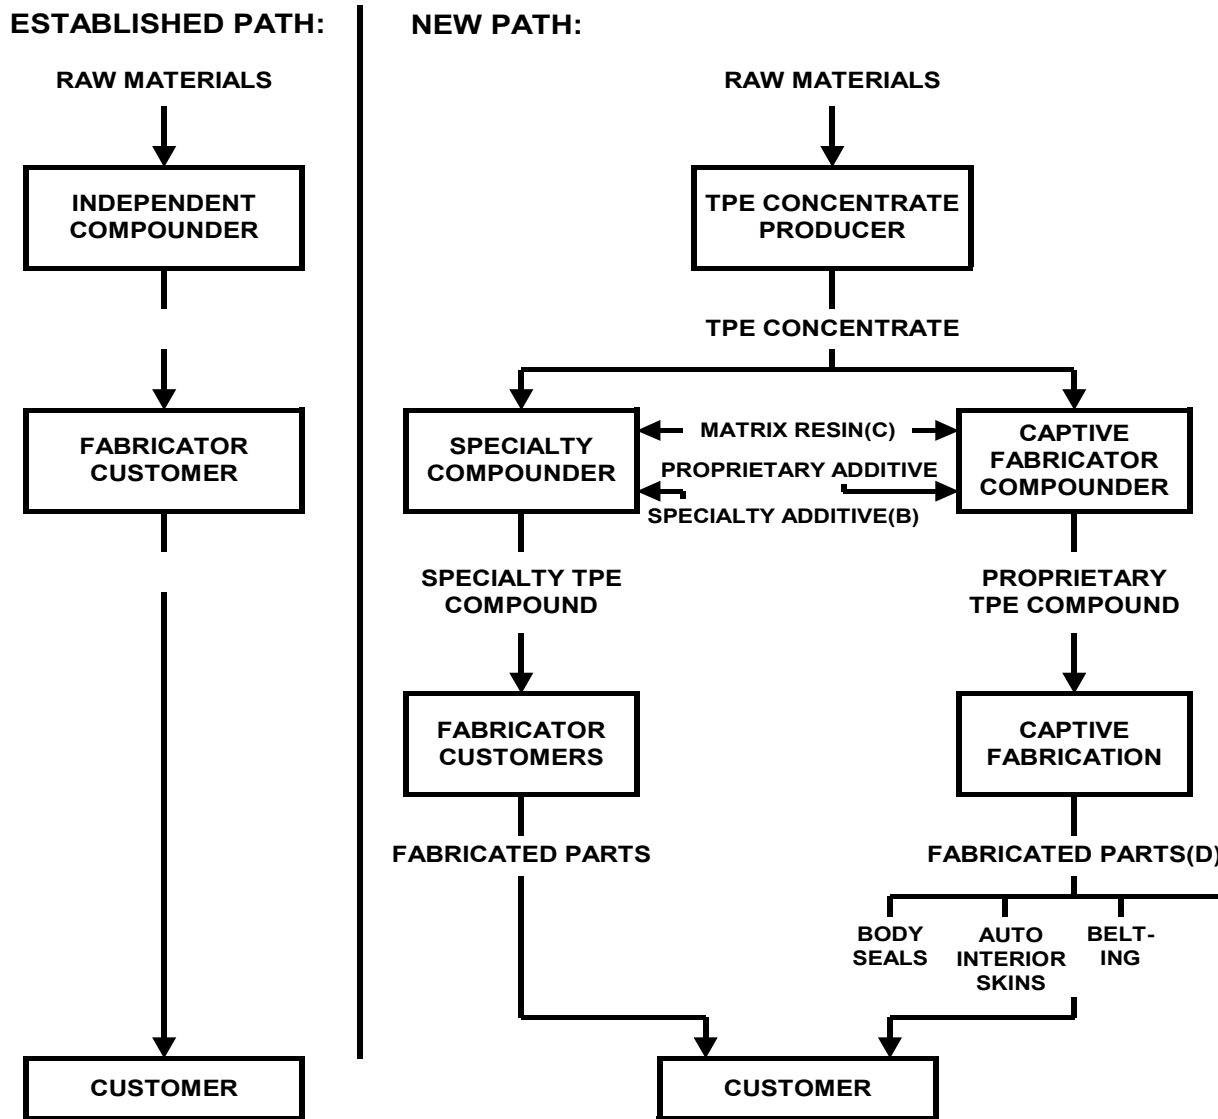 ESTABLISHED PATH:
RAW MATERIALS
INDEPENDENT
COMPOUNDER
FABRICATOR
CUSTOMER
CUSTOMER
NEW PATH:
RAW MATERIALS
TPE CONCENTRATE
PRODUCER
TPE CONCENTRATE
SPECIALTY
COMPOUNDER
MATRIX RESIN(C)
PROPRIETARY ADDITIVE
SPECIALTY ADDITIVE(B)
CAPTIVE
FABRICATOR
COMPOUNDER
SPECIALTY TPE
COMPOUND
PROPRIETARY
TPE COMPOUND
FABRICATOR
CUSTOMERS
CAPTIVE
FABRICATION
FABRICATED PARTS
FABRICATED PARTS(D)
BODY
SEALS
AUTO
INTERIOR
SKINS
BELT-
ING
CUSTOMER